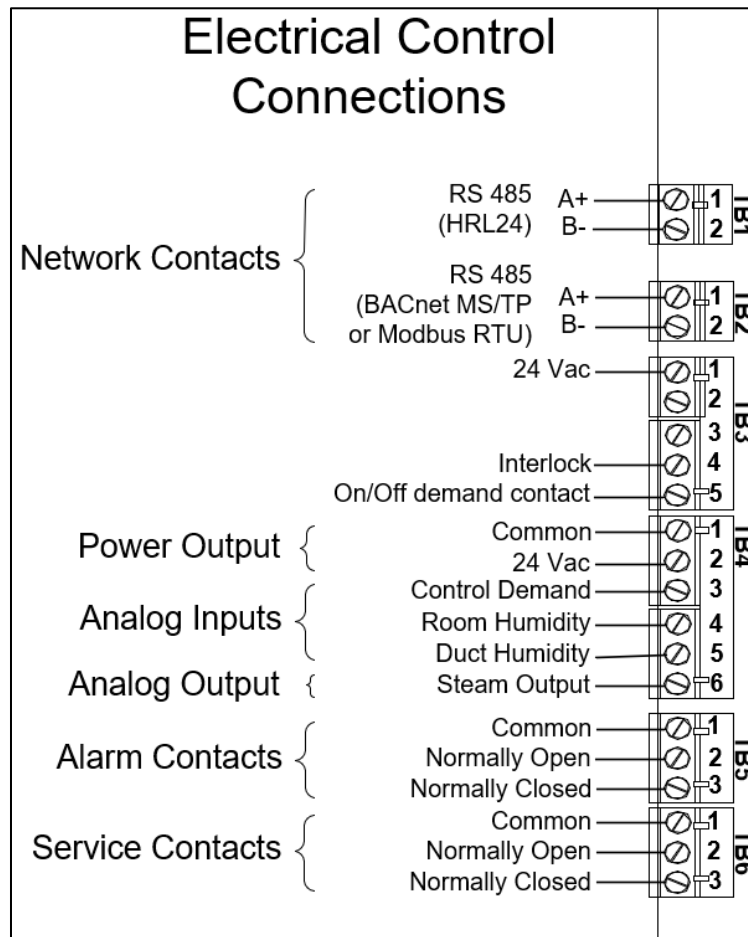 Electrical Control
Connections
Network Contacts
RS 485
(HRL24)
A+
B-
1
2
TB1
RS 485
(BACnet MS/TP
or Modbus RTU)
A+
B-
1
2
TB2
24 Vac
1
2
3
Interlock
4
On/Off demand contact
5
TB3
Power Output
Common
1
24 Vac
2
Analog Inputs
Control Demand
3
Room Humidity
4
Duct Humidity
5
Analog Output
Steam Output
6
TB4
Alarm Contacts
Common
1
Normally Open
2
Normally Closed
3
TB5
Service Contacts
Common
1
Normally Open
2
Normally Closed
3
TB6